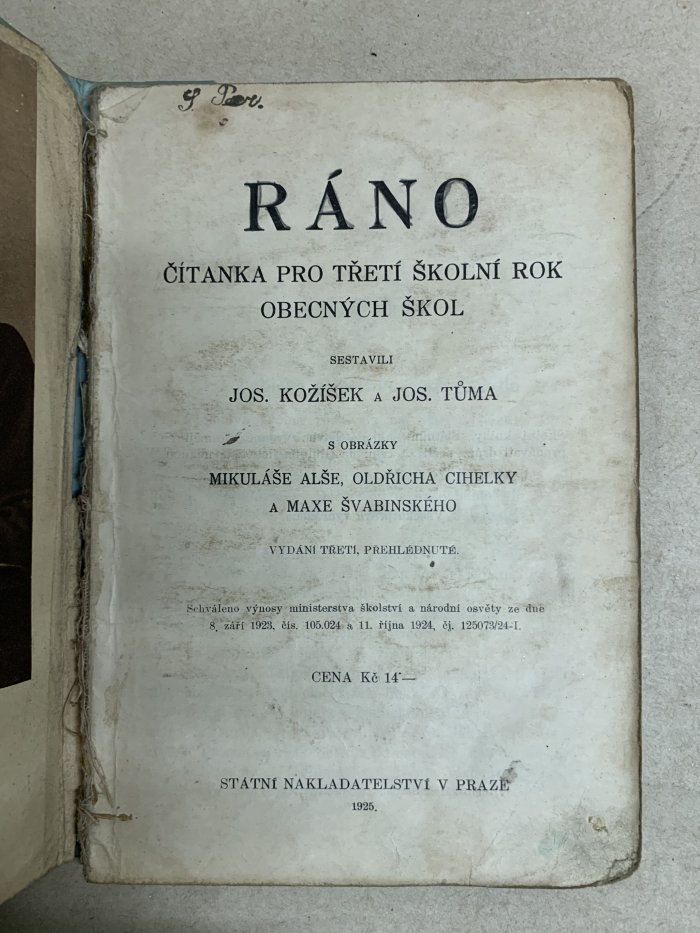 RÁNO
ČÍTANKA PRO TŘETÍ ŠKOLNÍ ROK
OBECNÝCH ŠKOL
SESTAVILI
JOS. KOŽÍŠEK A JOS. TŮMA
S OBRÁZKY
MIKULÁŠE ALŠE, OLDŘICHA CIHELKY
A MAXE ŠVABINSKÉHO
VYDÁNÍ TŘETÍ, PŘEHLÉDNUTÉ.
Schváleno výnosy ministerstva školství a národní osvěty ze dne
8. září 1923, čís. 105.024 a 11. října 1924, čj. 125073/24-I.
CENA Kč 14·—
STÁTNÍ NAKLADATELSTVÍ V PRAZE
1925.